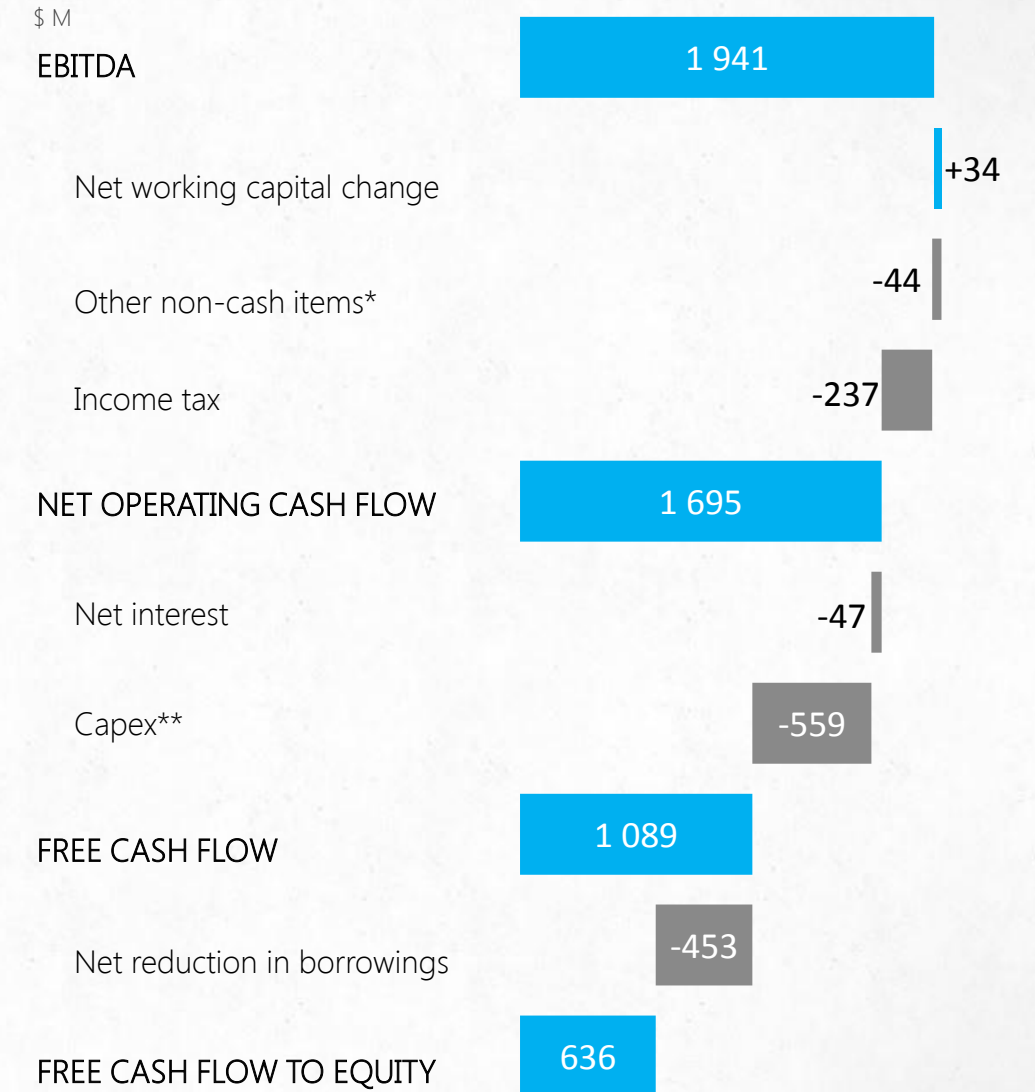 $ M
EBITDA
1 941
Net working capital change
+34
Other non-cash items*
-44
Income tax
-237
NET OPERATING CASH FLOW
1 695
Net interest
-47
Capex**
-559
FREE CASH FLOW
1 089
Net reduction in borrowings
-453
FREE CASH FLOW TO EQUITY
636